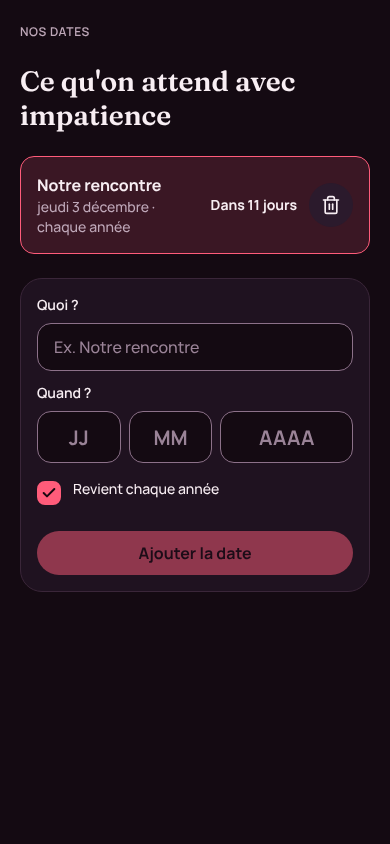 NOS DATES
Ce qu'on attend avec
impatience
Notre rencontre
jeudi 3 décembre ·
chaque année
Dans 11 jours
Quoi ?
Ex. Notre rencontre
Quand ?
JJ MM AAAA
Revient chaque année
Ajouter la date